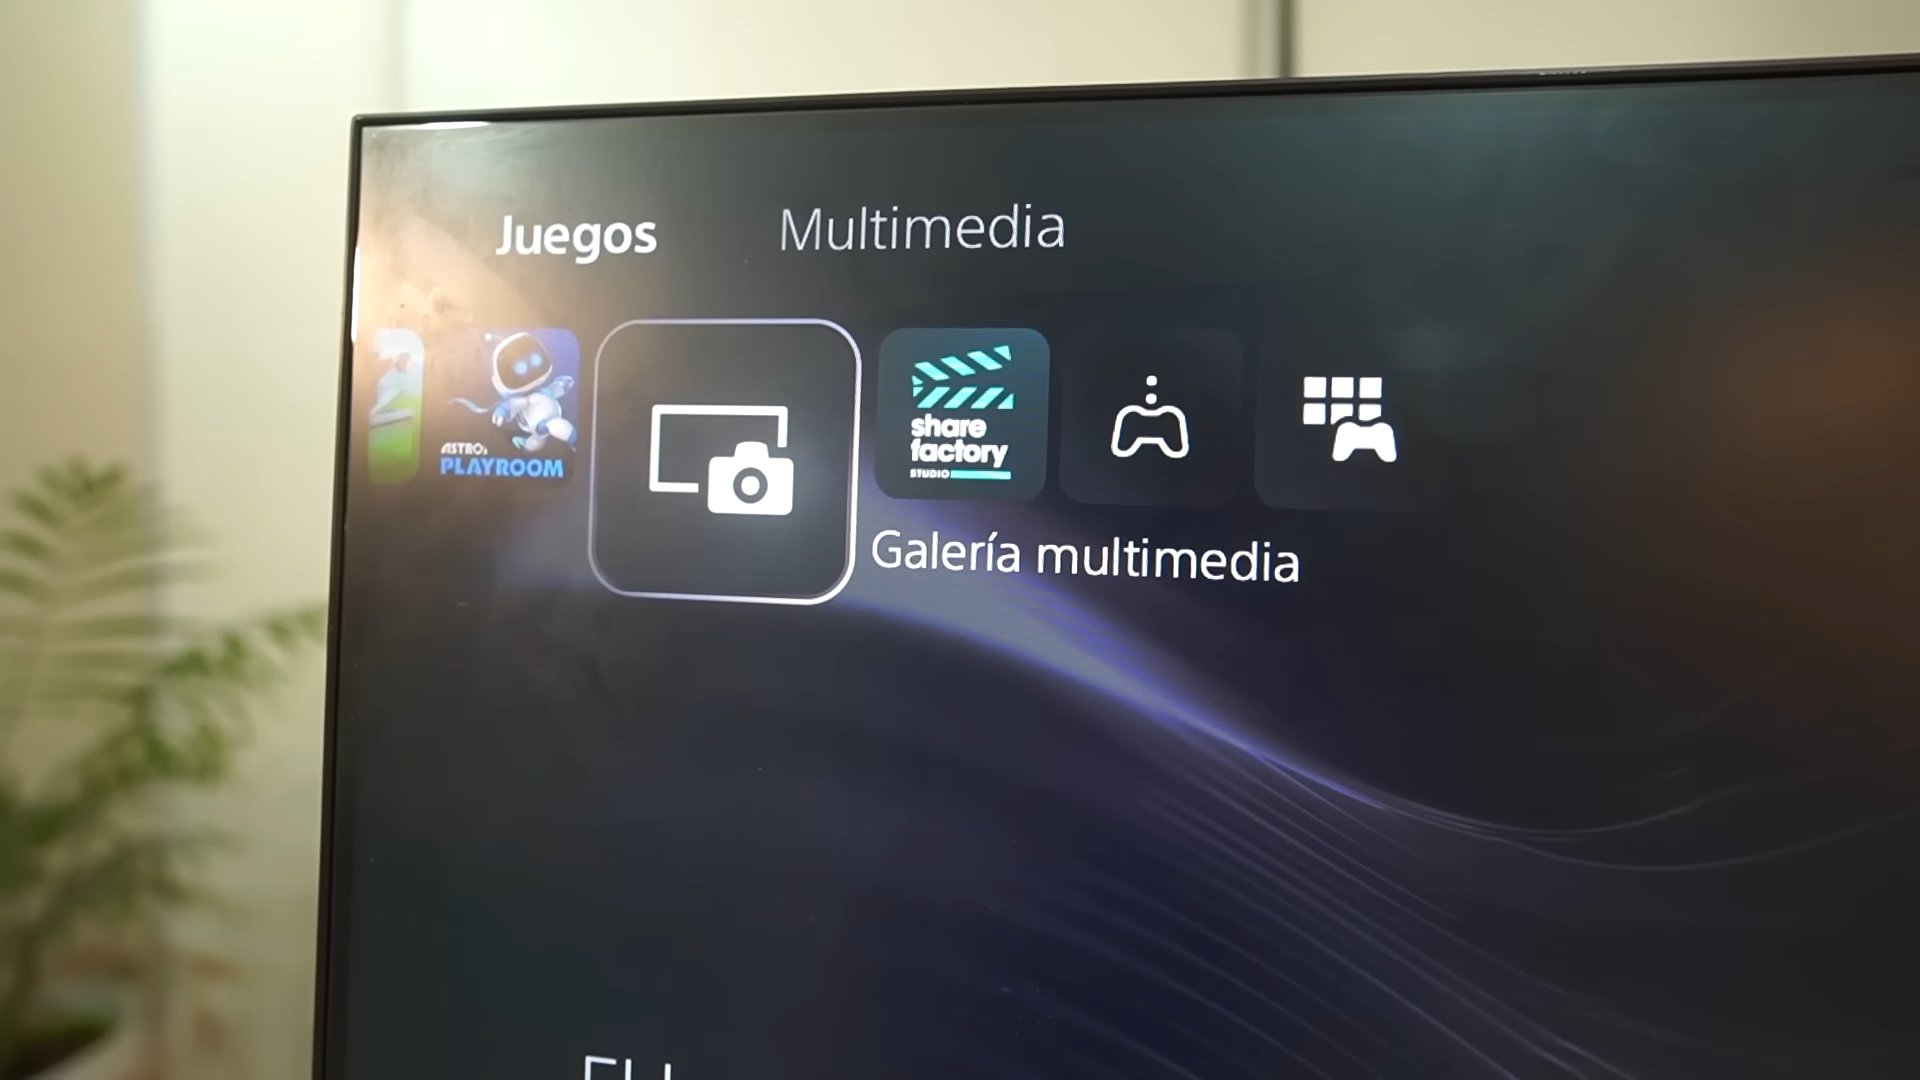 Juegos
Multimedia
ASTRO's
PLAYROOM
share
factory
STUDIO
Galería multimedia